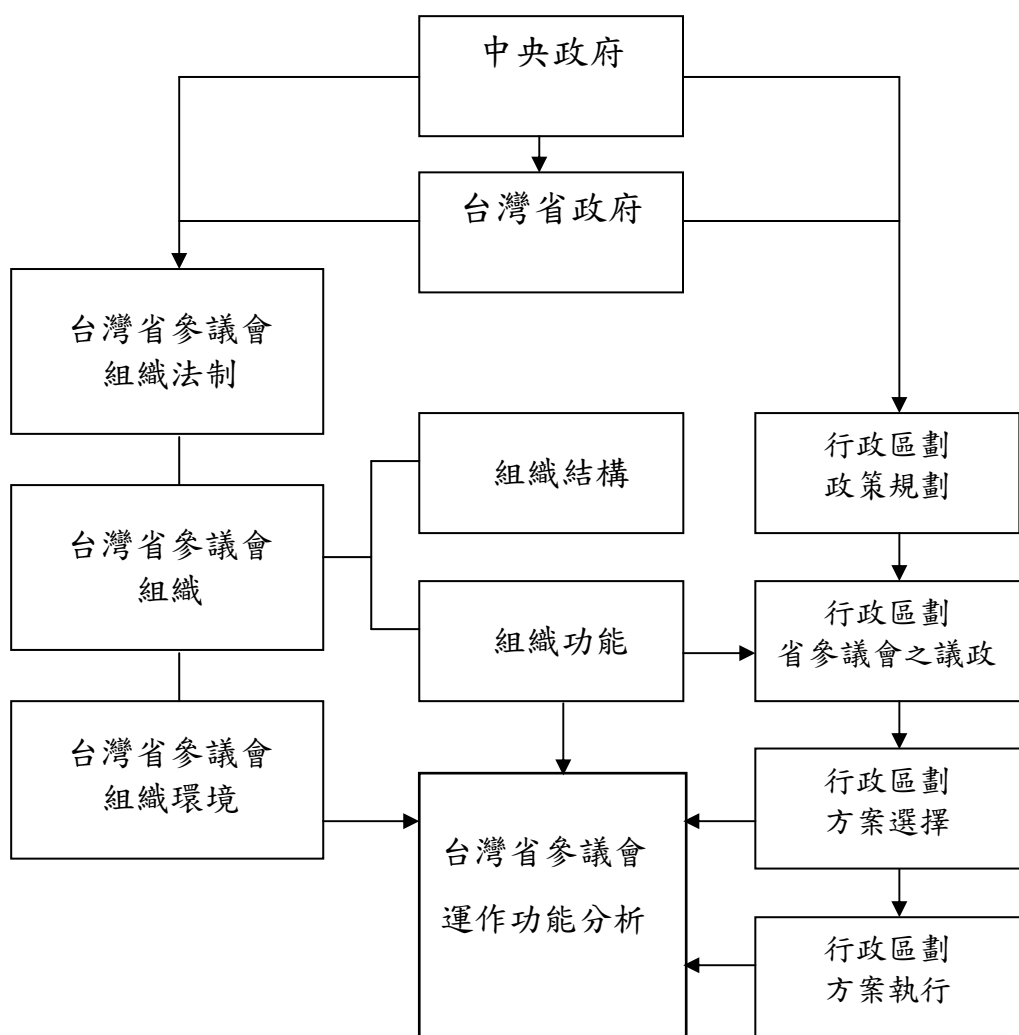 中央政府
台灣省政府
台灣省參議會
組織法制
組織結構
行政區劃
政策規劃
台灣省參議會
組織
組織功能
行政區劃
省參議會之議政
台灣省參議會
組織環境
行政區劃
方案選擇
台灣省參議會
運作功能分析
行政區劃
方案執行